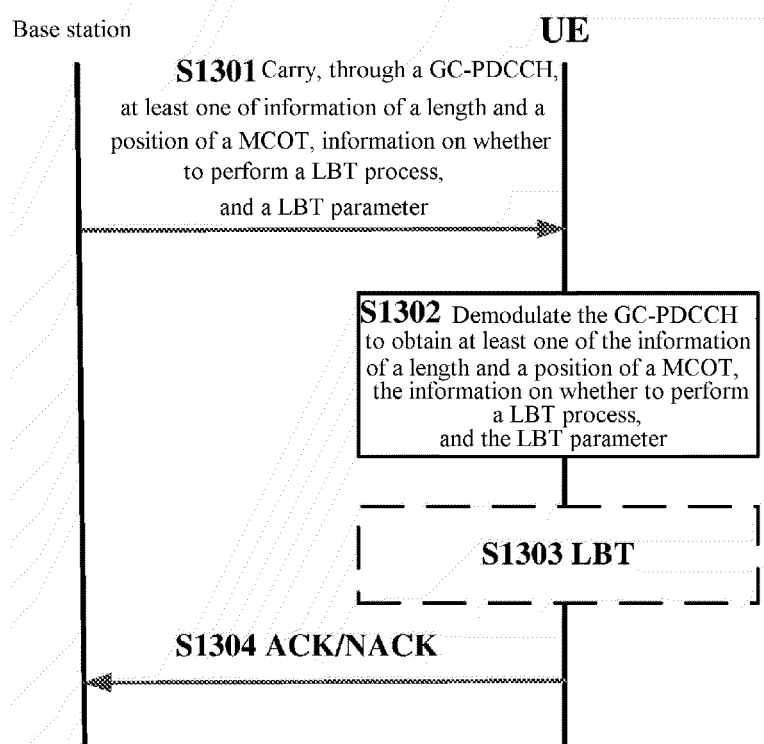 Base station
UE
S1301 Carry, through a GC-PDCCH,
at least one of information of a length and a
position of a MCOT, information on whether
to perform a LBT process,
and a LBT parameter
S1302 Demodulate the GC-PDCCH
to obtain at least one of the information
of a length and a position of a MCOT,
the information on whether to perform
a LBT process,
and the LBT parameter
S1303 LBT
S1304 ACK/NACK